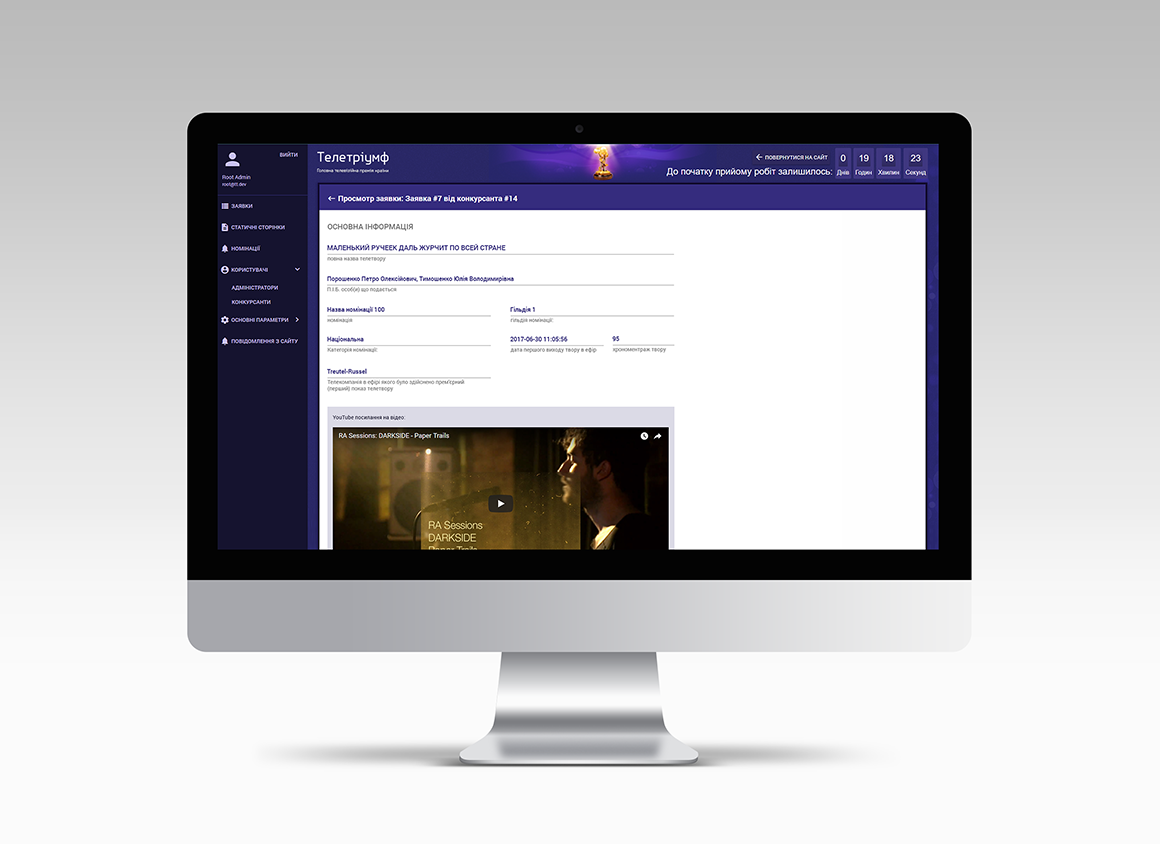 ВИЙТИ
Root Admin
root@tt.dev
ЗАЯВКИ
СТАТИЧНІ СТОРІНКИ
НОМІНАЦІЇ
КОРИСТУВАЧІ
АДМІНІСТРАТОРИ
КОНКУРСАНТИ
ОСНОВНІ ПАРАМЕТРИ
ПОВІДОМЛЕННЯ З САЙТУ
Телетріумф
Головна телевізійна премія країни
ПОВЕРНУТИСЯ НА САЙТ
До початку прийому робіт залишилось:
0 19 18 23
Днів Годин Хвилин Секунд
Просмотр заявки: Заявка #7 від конкурсанта #14
ОСНОВНА ІНФОРМАЦІЯ
МАЛЕНЬКИЙ РУЧЕЕК ДАЛЬ ЖУРЧИТ ПО ВСЕЙ СТРАНЕ
повна назва телетвору
Порошенко Петро Олексійович, Тимошенко Юлія Володимирівна
П.І.Б. особ(и) що подається
Назва номінації 100 Гільдія 1
номінація гільдія номінації:
Національна 2017-06-30 11:05:56 95
Категорія номінації: дата першого виходу твору в ефір хронометраж твору
Treutel-Russel
Телекомпанія в ефірі якого було здійснено прем'єрний
(перший) показ телетвору
YouTube посилання на відео:
RA Sessions: DARKSIDE - Paper Trails
RA Sessions
DARKSIDE
Paper Trails